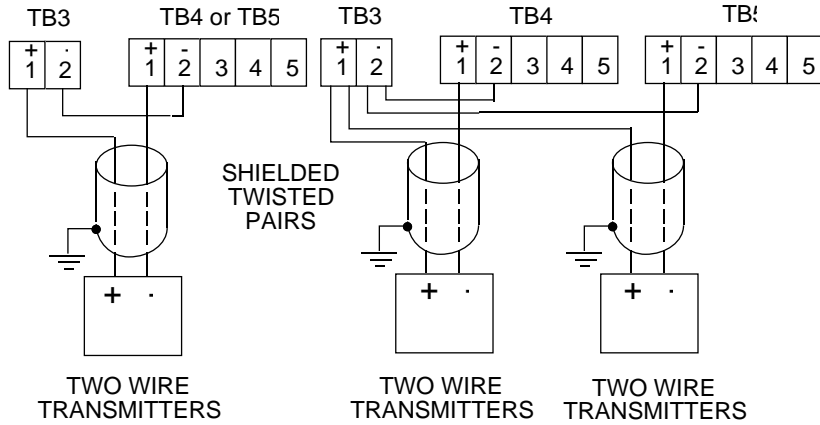 TB3 TB4 or TB5 TB3 TB4 TB5
+ · + - + · + - + -
1 2 1 2 3 4 5 1 2 1 2 3 4 5 1 2 3 4 5
SHIELDED
TWISTED
PAIRS
+ · + · + ·
TWO WIRE
TRANSMITTERS
TWO WIRE
TRANSMITTERS
TWO WIRE
TRANSMITTERS